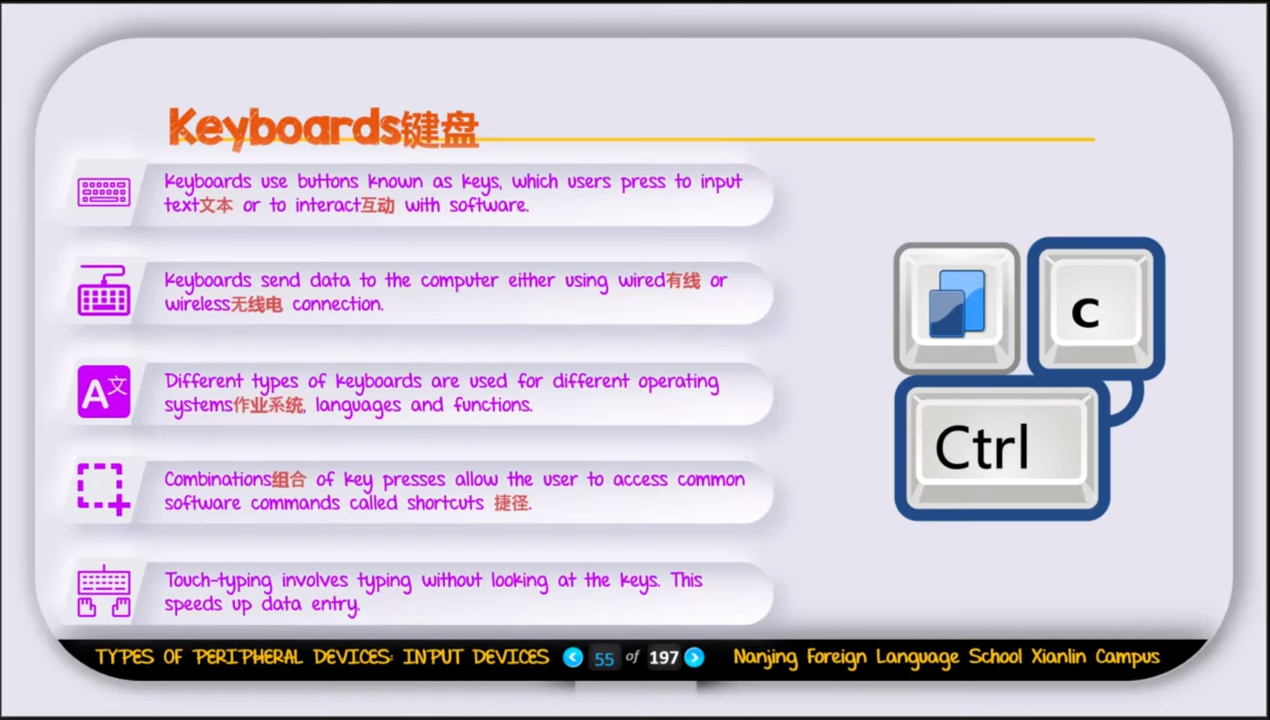 Keyboards键盘
Keyboards use buttons known as keys, which users press to input
text文本 or to interact互动 with software.
Keyboards send data to the computer either using wired有线 or
wireless无线电 connection.
A文
Different types of keyboards are used for different operating
systems作业系统, languages and functions.
Combinations组合 of key presses allow the user to access common
software commands called shortcuts 捷径.
Touch-typing involves typing without looking at the keys. This
speeds up data entry.
C
Ctrl
TYPES OF PERIPHERAL DEVICES: INPUT DEVICES 55 of 197 Nanjing Foreign Language School Xianlin Campus